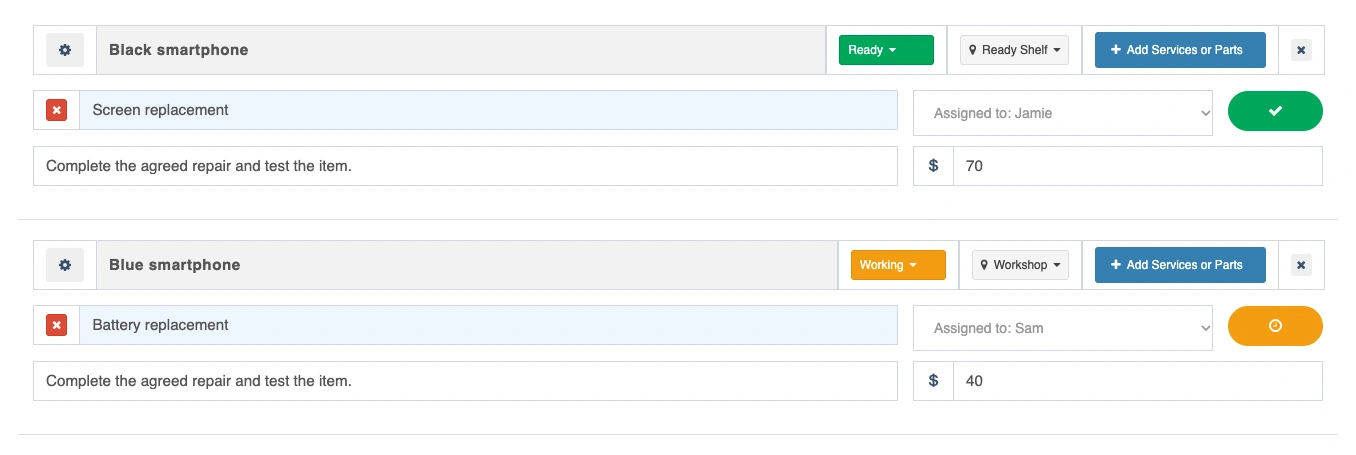 Black smartphone Ready Ready Shelf + Add Services or Parts
Screen replacement Assigned to: Jamie
Complete the agreed repair and test the item. $ 70
Blue smartphone Working Workshop + Add Services or Parts
Battery replacement Assigned to: Sam
Complete the agreed repair and test the item. $ 40